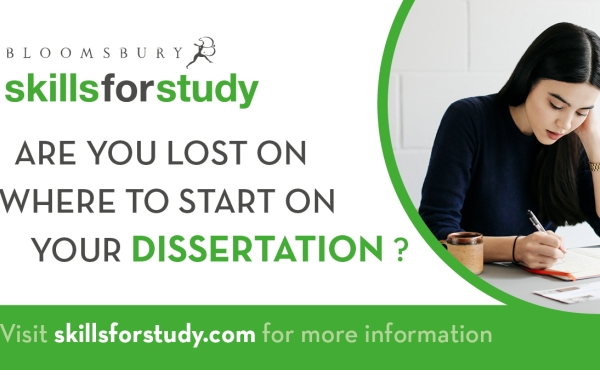 BLOOMSBURY
skillsforstudy
ARE YOU LOST ON
WHERE TO START ON
YOUR DISSERTATION ?
Visit skillsforstudy.com for more information